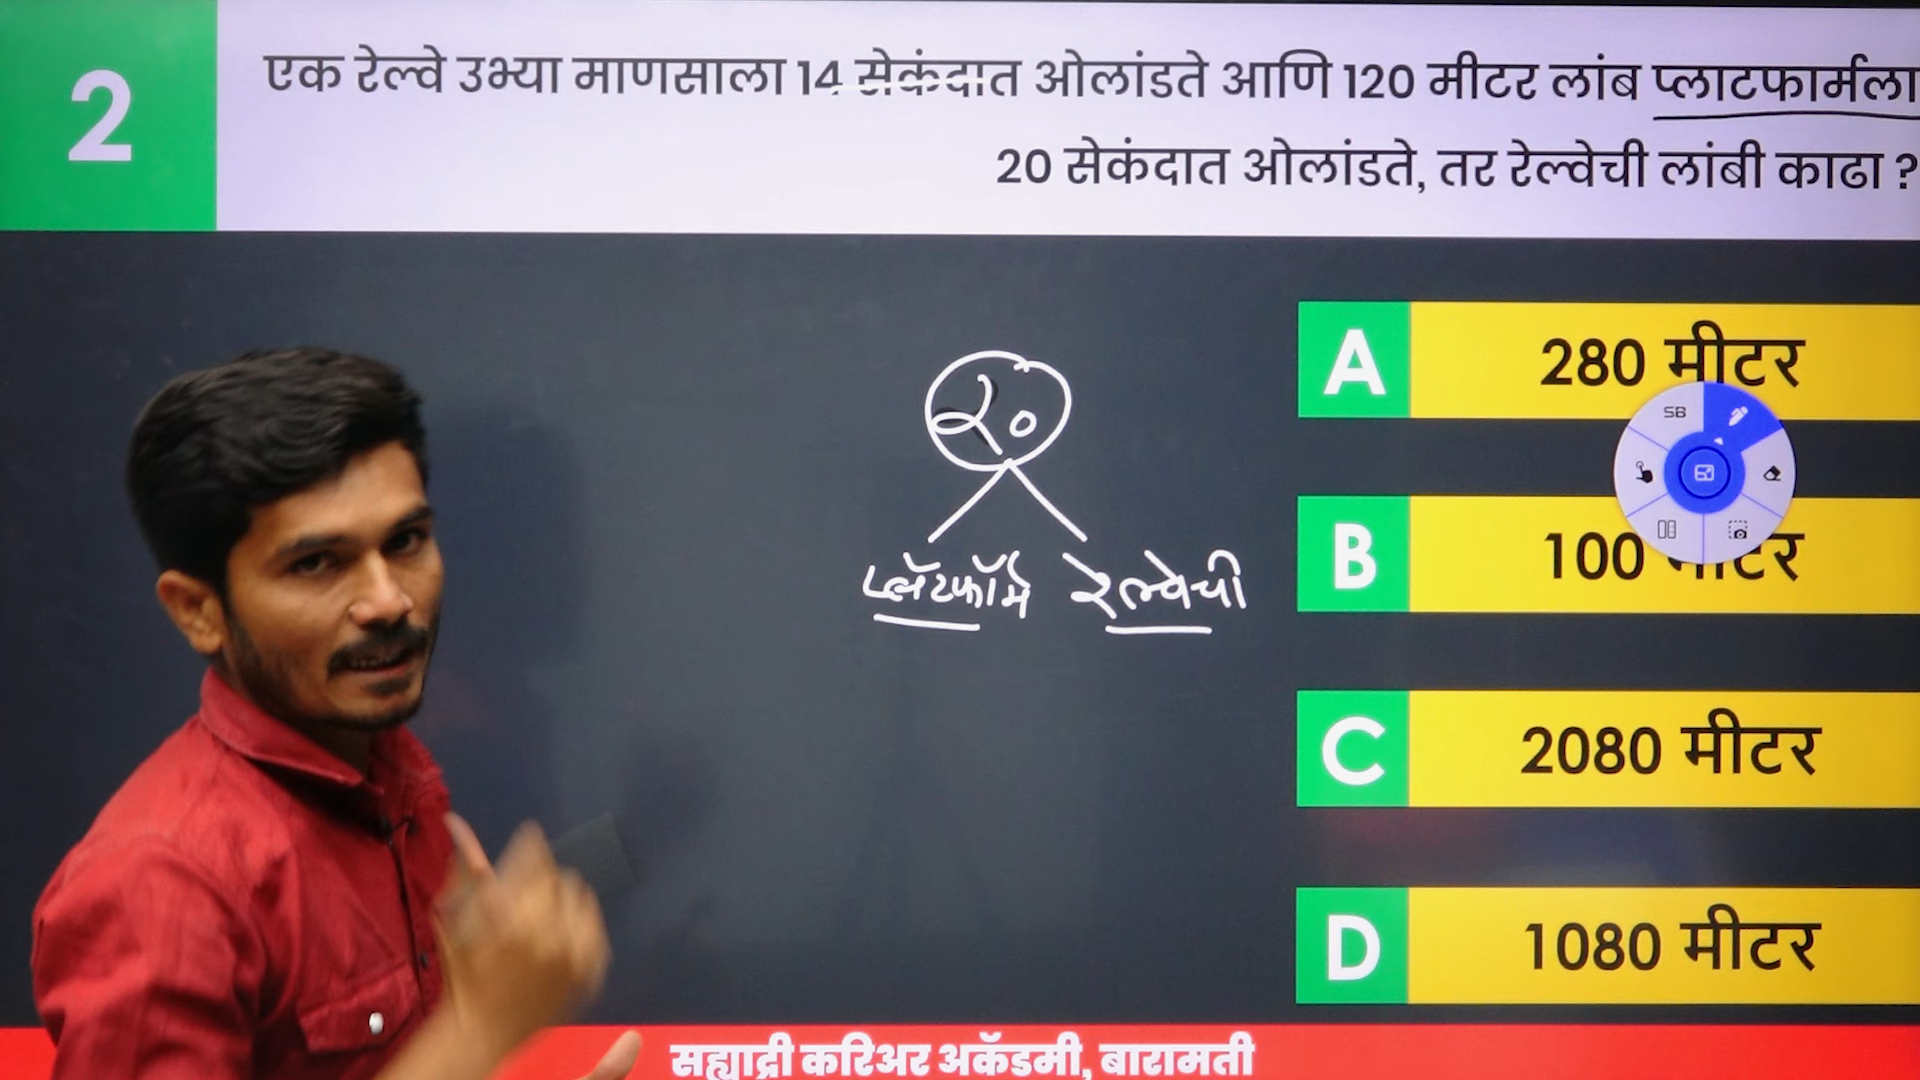 2
एक रेल्वे उभ्या माणसाला 14 सेकंदात ओलांडते आणि 120 मीटर लांब प्लाटफार्मला
20 सेकंदात ओलांडते, तर रेल्वेची लांबी काढा ?
२०
प्लॅटफॉर्म रेल्वेची
A 280 मीटर
SB
B 100
C 2080 मीटर
D 1080 मीटर
सह्याद्री करिअर अकॅडमी, बारामती